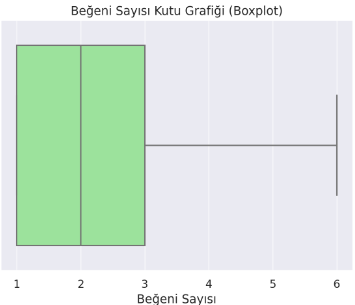 Beğeni Sayısı Kutu Grafiği (Boxplot)
1 2 3 4 5 6
Beğeni Sayısı